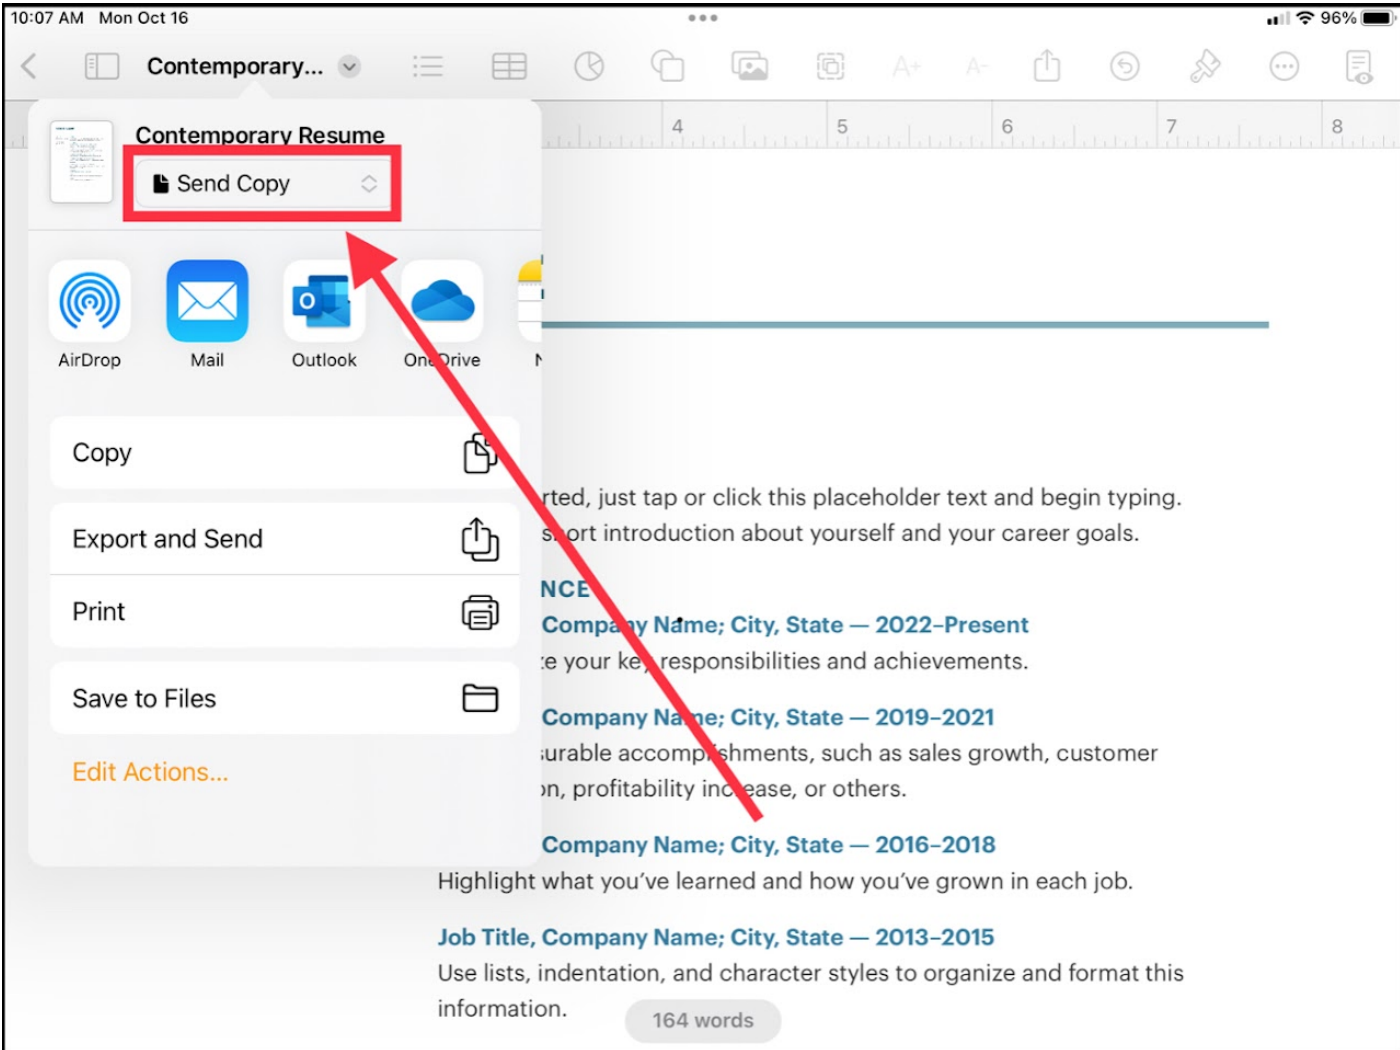 10:07 AM Mon Oct 16
96%
Contemporary...
A+ A-
4 5 6 7 8
Contemporary Resume
Send Copy
AirDrop Mail Outlook OneDrive
Copy
Export and Send
Print
Save to Files
Edit Actions...
rted, just tap or click this placeholder text and begin typing.
short introduction about yourself and your career goals.
NCE
Company Name; City, State — 2022–Present
te your key responsibilities and achievements.
Company Name; City, State — 2019–2021
surable accomplishments, such as sales growth, customer
on, profitability increase, or others.
Company Name; City, State — 2016–2018
Highlight what you’ve learned and how you’ve grown in each job.
Job Title, Company Name; City, State — 2013–2015
Use lists, indentation, and character styles to organize and format this
information.
164 words